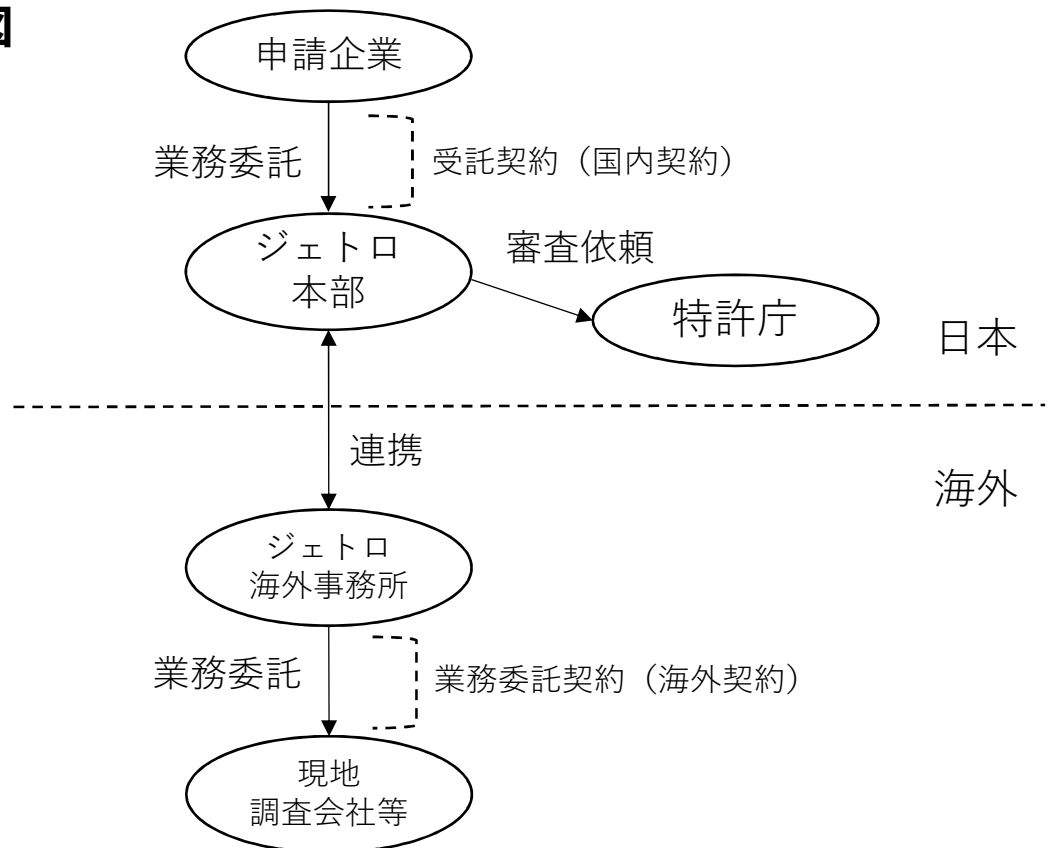 図
申請企業
業務委託
受託契約（国内契約）
ジェトロ
本部
審査依頼
特許庁
日本
連携
海外
ジェトロ
海外事務所
業務委託
業務委託契約（海外契約）
現地
調査会社等